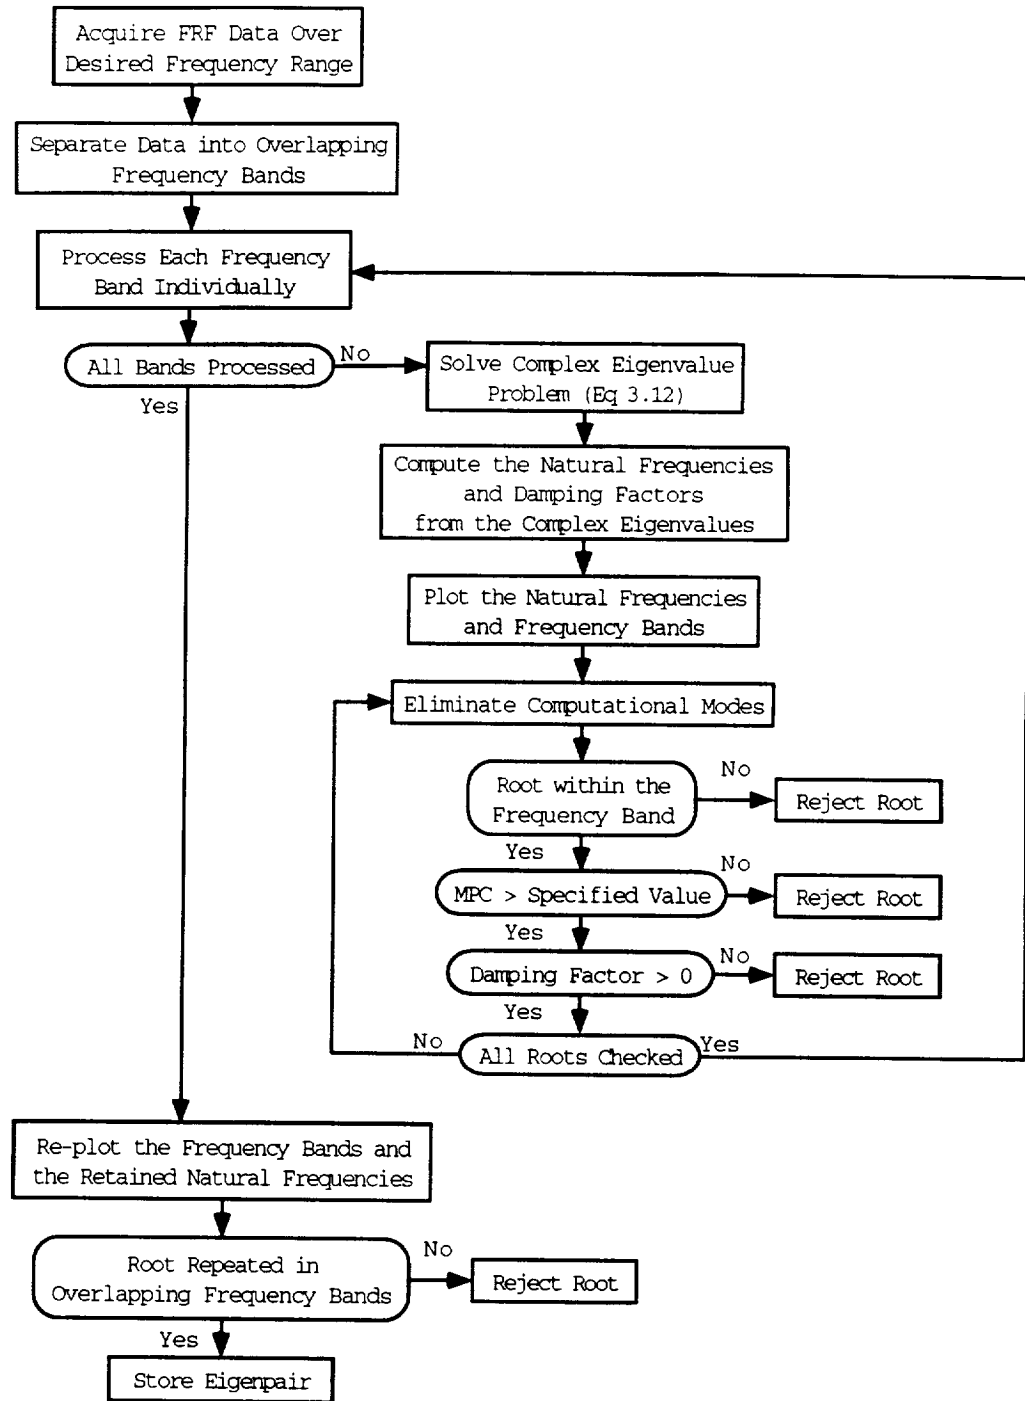 Acquire FRF Data Over
Desired Frequency Range
Separate Data into Overlapping
Frequency Bands
Process Each Frequency
Band Individually
All Bands Processed
No
Yes
Solve Complex Eigenvalue
Problem (Eq 3.12)
Compute the Natural Frequencies
and Damping Factors
from the Complex Eigenvalues
Plot the Natural Frequencies
and Frequency Bands
Eliminate Computational Modes
Root within the
Frequency Band
No
Reject Root
Yes
MPC > Specified Value
No
Reject Root
Yes
Damping Factor > 0
No
Reject Root
Yes
All Roots Checked
No
Yes
Re-plot the Frequency Bands and
the Retained Natural Frequencies
Root Repeated in
Overlapping Frequency Bands
No
Reject Root
Yes
Store Eigenpair